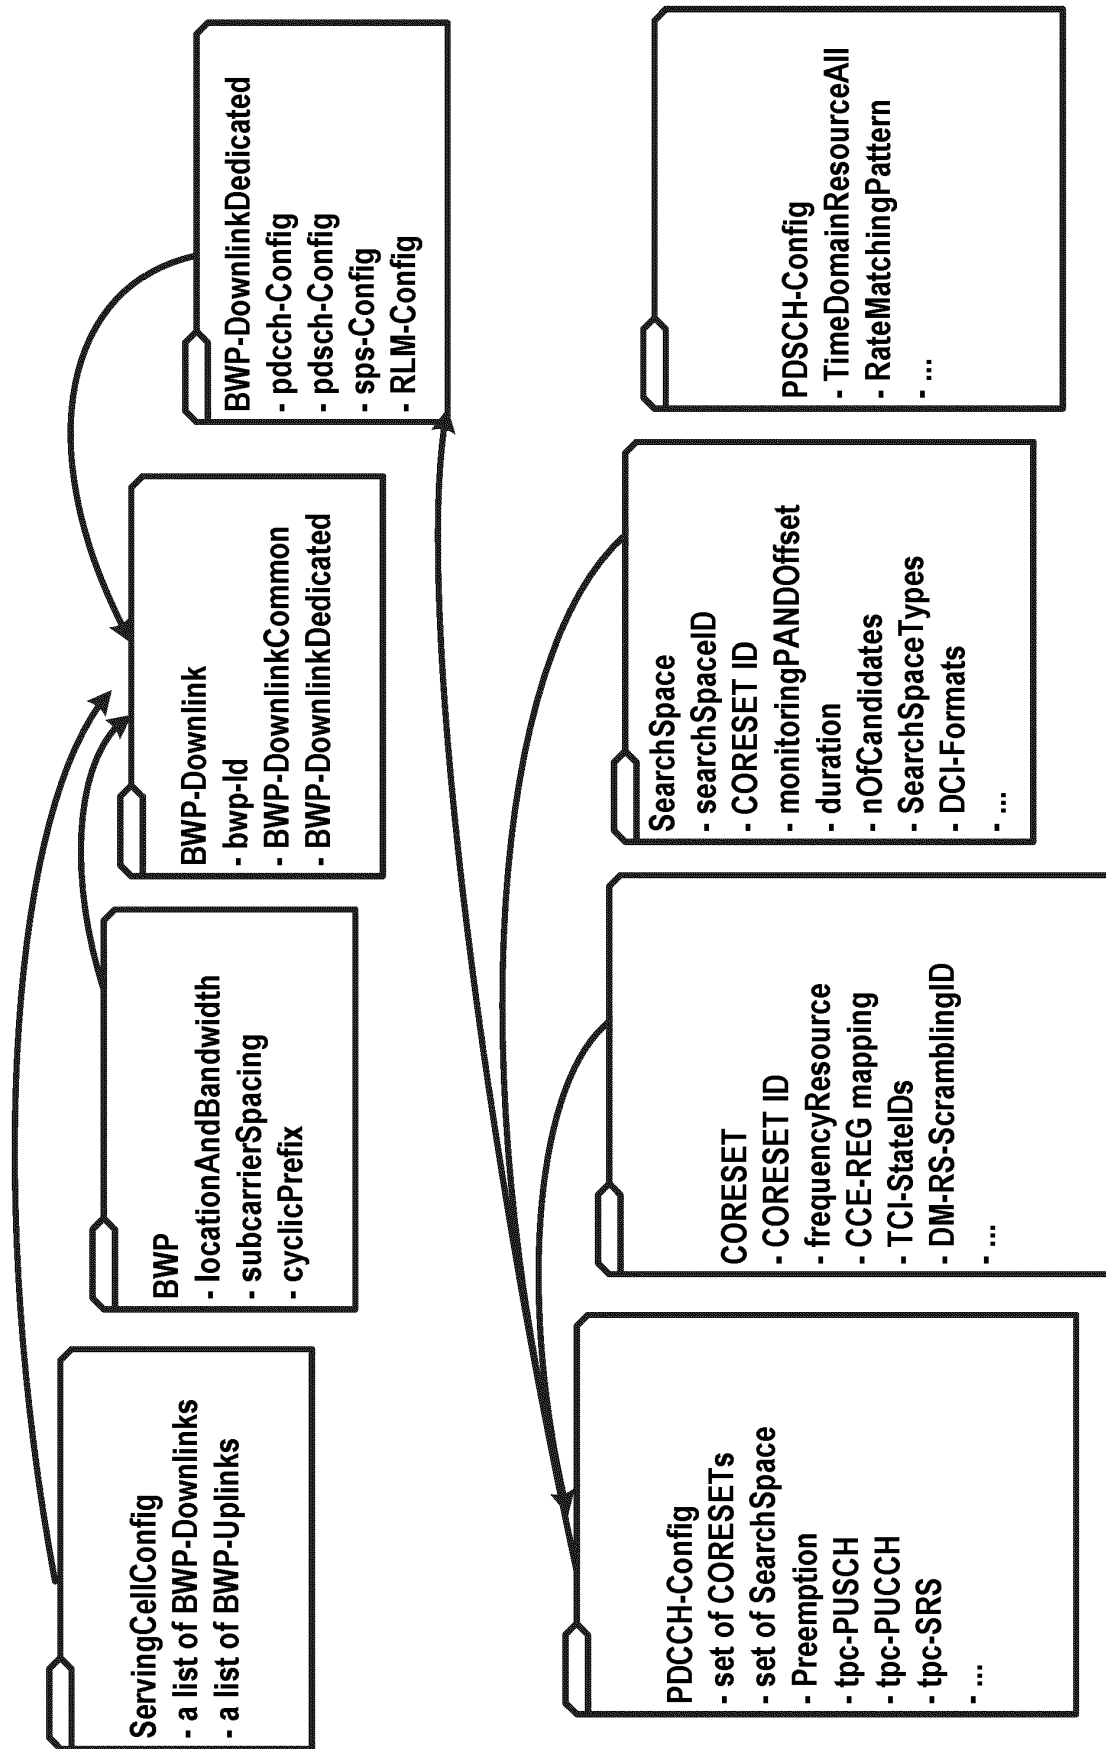 ServingCellConfig
- a list of BWP-Downlinks
- a list of BWP-Uplinks
BWP
- locationAndBandwidth
- subcarrierSpacing
- cyclicPrefix
BWP-Downlink
- bwp-Id
- BWP-DownlinkCommon
- BWP-DownlinkDedicated
BWP-DownlinkDedicated
- pdcch-Config
- pdsch-Config
- sps-Config
- RLM-Config
PDCCH-Config
- set of CORESETs
- set of SearchSpace
- Preemption
- tpc-PUSCH
- tpc-PUCCH
- tpc-SRS
- ...
CORESET
- CORESET ID
- frequencyResource
- CCE-REG mapping
- TCI-StateIDs
- DM-RS-ScramblingID
- ...
SearchSpace
- searchSpaceID
- CORESET ID
- monitoringPANDOffset
- duration
- nOfCandidates
- SearchSpaceTypes
- DCI-Formats
- ...
PDSCH-Config
- TimeDomainResourceAll
- RateMatchingPattern
- ...